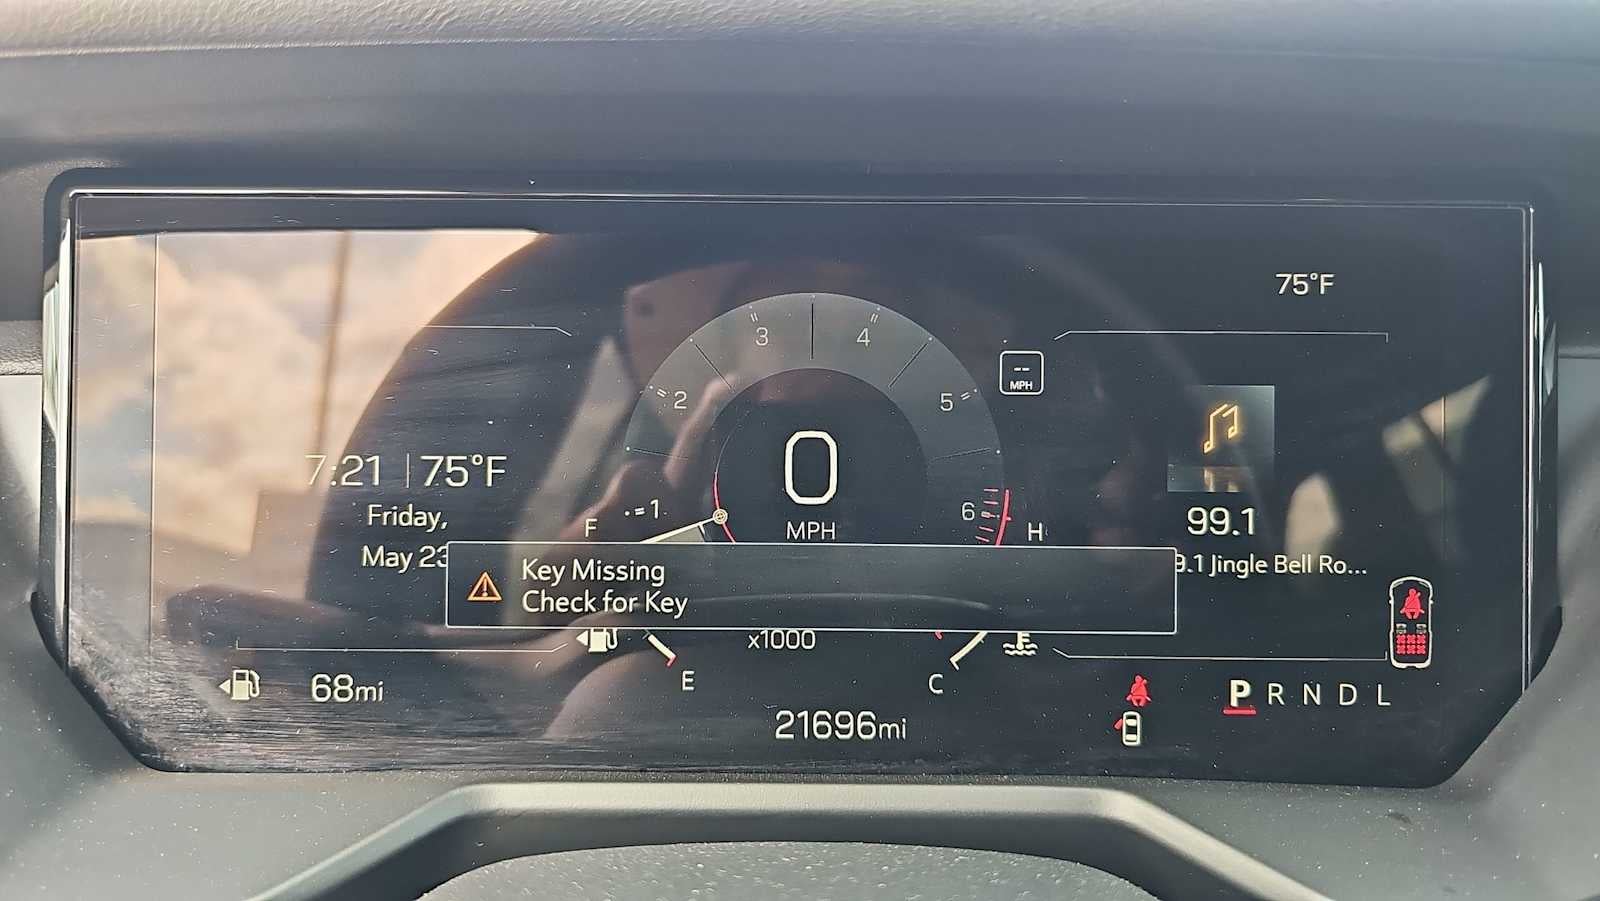 75°F
3
4
2
5
--
MPH
7:21 75°F
0
1
6
99.1
Friday,
F
MPH
H
May 23
Key Missing
Check for Key
9.1 Jingle Bell Ro...
x1000
E
C
68mi
P R N D L
21696mi